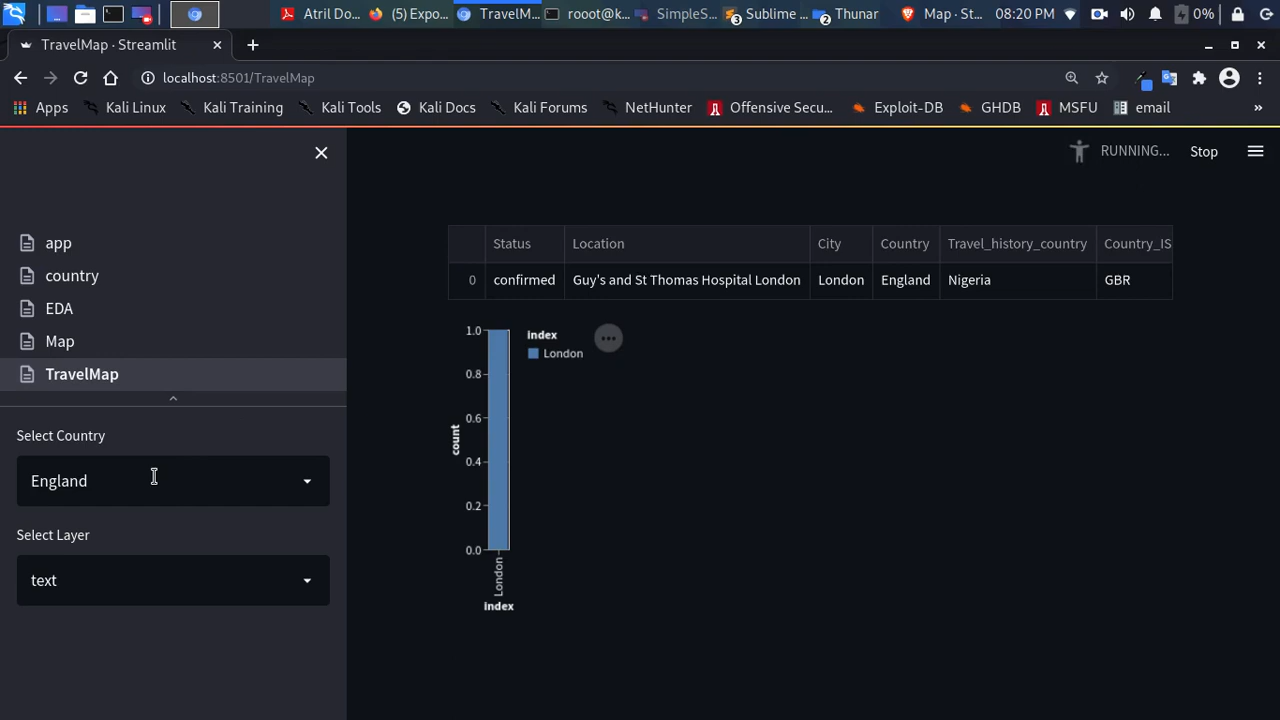 Atril Do...
(5) Expo...
TravelM...
rooot@k...
SimpleS...
3
Sublime ...
2
Thunar
Map - St...
08:20 PM
0%
TravelMap · Streamlit
localhost:8501/TravelMap
Apps
Kali Linux
Kali Training
Kali Tools
Kali Docs
Kali Forums
NetHunter
Offensive Secu...
Exploit-DB
GHDB
MSFU
email
»
RUNNING...
Stop
app
country
EDA
Map
TravelMap
Select Country
England
Select Layer
text
Status Location City Country Travel_history_country Country_IS
0 confirmed Guy's and St Thomas Hospital London London England Nigeria GBR
index
London
1.0
0.8
0.6
0.4
0.2
0.0
count
London
index